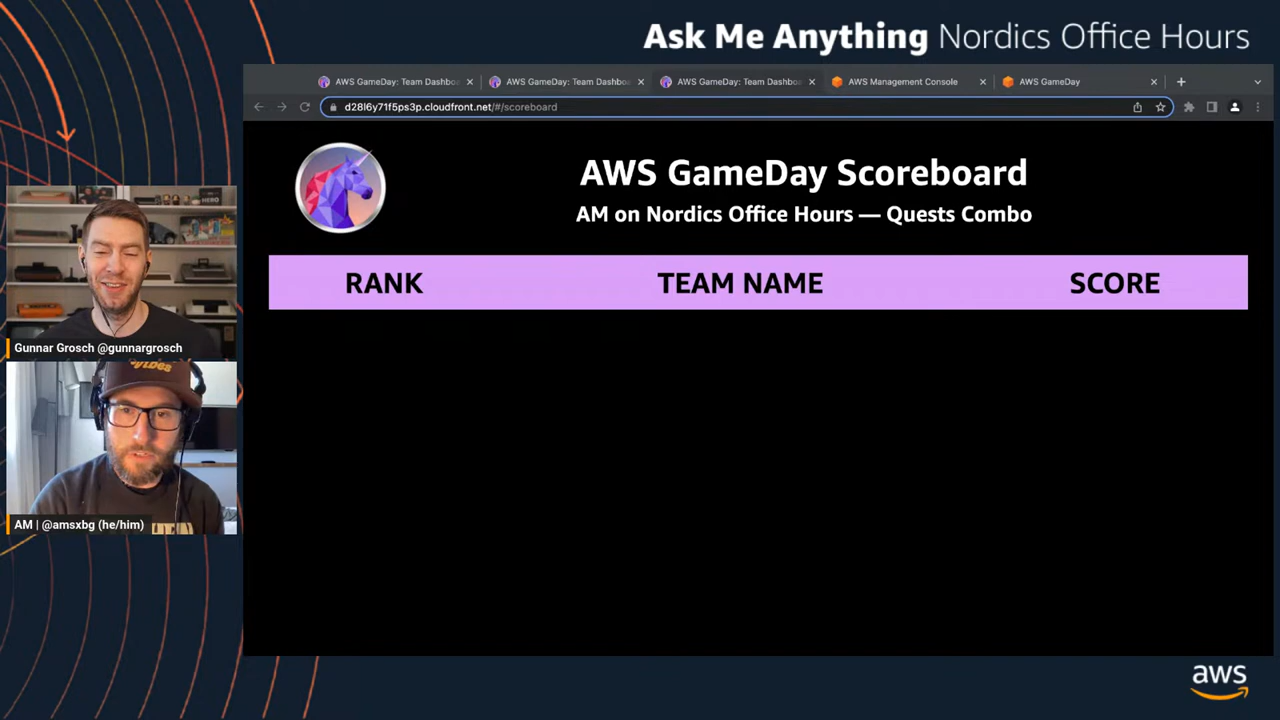 Ask Me Anything Nordics Office Hours
AWS GameDay: Team Dashbo
AWS GameDay: Team Dashbo
AWS GameDay: Team Dashbo
AWS Management Console
AWS GameDay
d28l6y71f5ps3p.cloudfront.net/#/scoreboard
AWS GameDay Scoreboard
AM on Nordics Office Hours — Quests Combo
RANK TEAM NAME SCORE
HERO
Gunnar Grosch @gunnargrosch
AM | @amsxbg (he/him)
aws